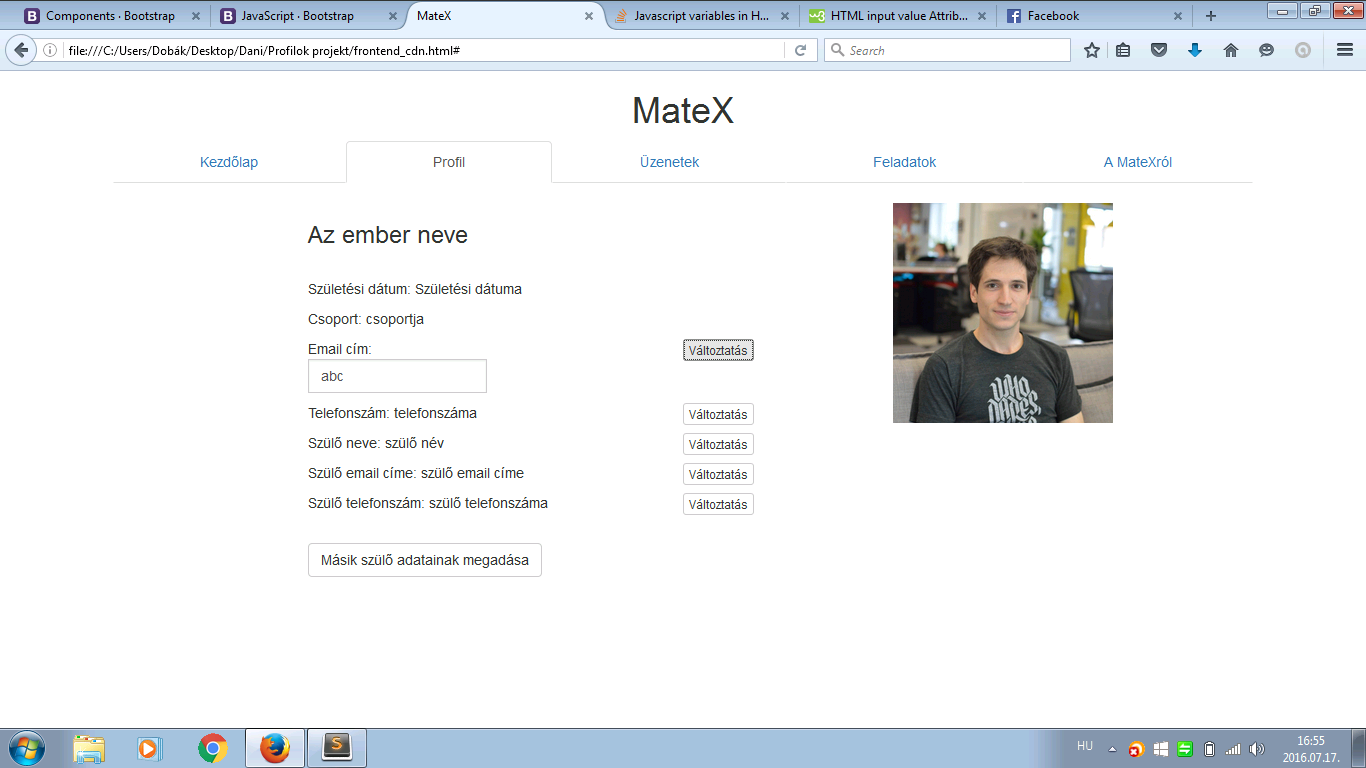 Components · Bootstrap
JavaScript · Bootstrap
MateX
Javascript variables in H...
HTML input value Attrib...
Facebook
file:///C:/Users/Dobák/Desktop/Dani/Profilok projekt/frontend_cdn.html#
Search
MateX
Kezdőlap
Profil
Üzenetek
Feladatok
A MateXról
Az ember neve
Születési dátum: Születési dátuma
Csoport: csoportja
Email cím:
Változtatás
abc
Telefonszám: telefonszáma
Változtatás
Szülő neve: szülő név
Változtatás
Szülő email címe: szülő email címe
Változtatás
Szülő telefonszám: szülő telefonszáma
Változtatás
Másik szülő adatainak megadása
WHO
DARES,
HU
16:55
2016.07.17.